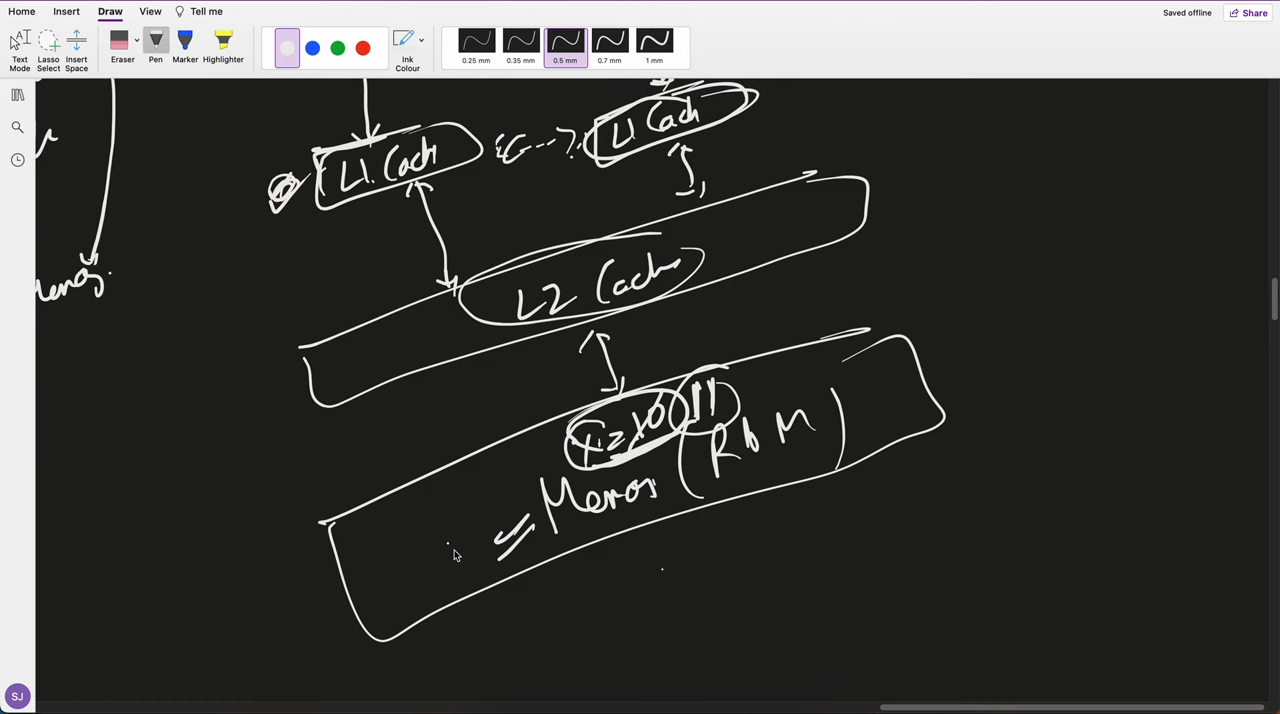 Home Insert Draw View Tell me
Saved offline Share
Text Mode
Lasso Select
Insert Space
Eraser
Pen
Marker
Highlighter
Ink Colour
0.25 mm
0.35 mm
0.5 mm
0.7 mm
1 mm
L1 Cach
L1 Cach
L2 Cach
11
(RAM)
SJ